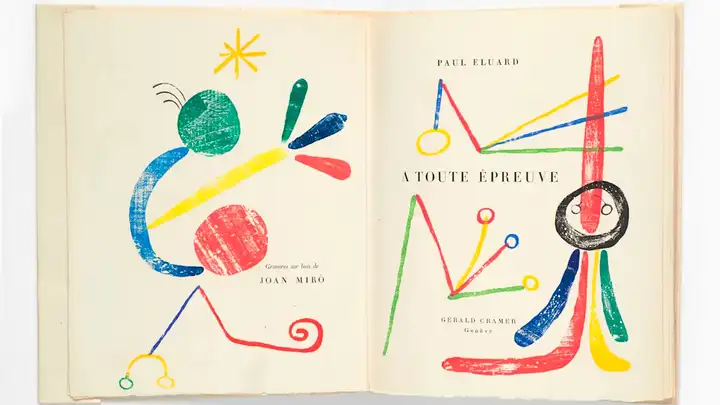 Gravures sur bois de
JOAN MIRÓ
PAUL ELUARD
A TOUTE ÉPREUVE
GÉRALD CRAMER
Genève